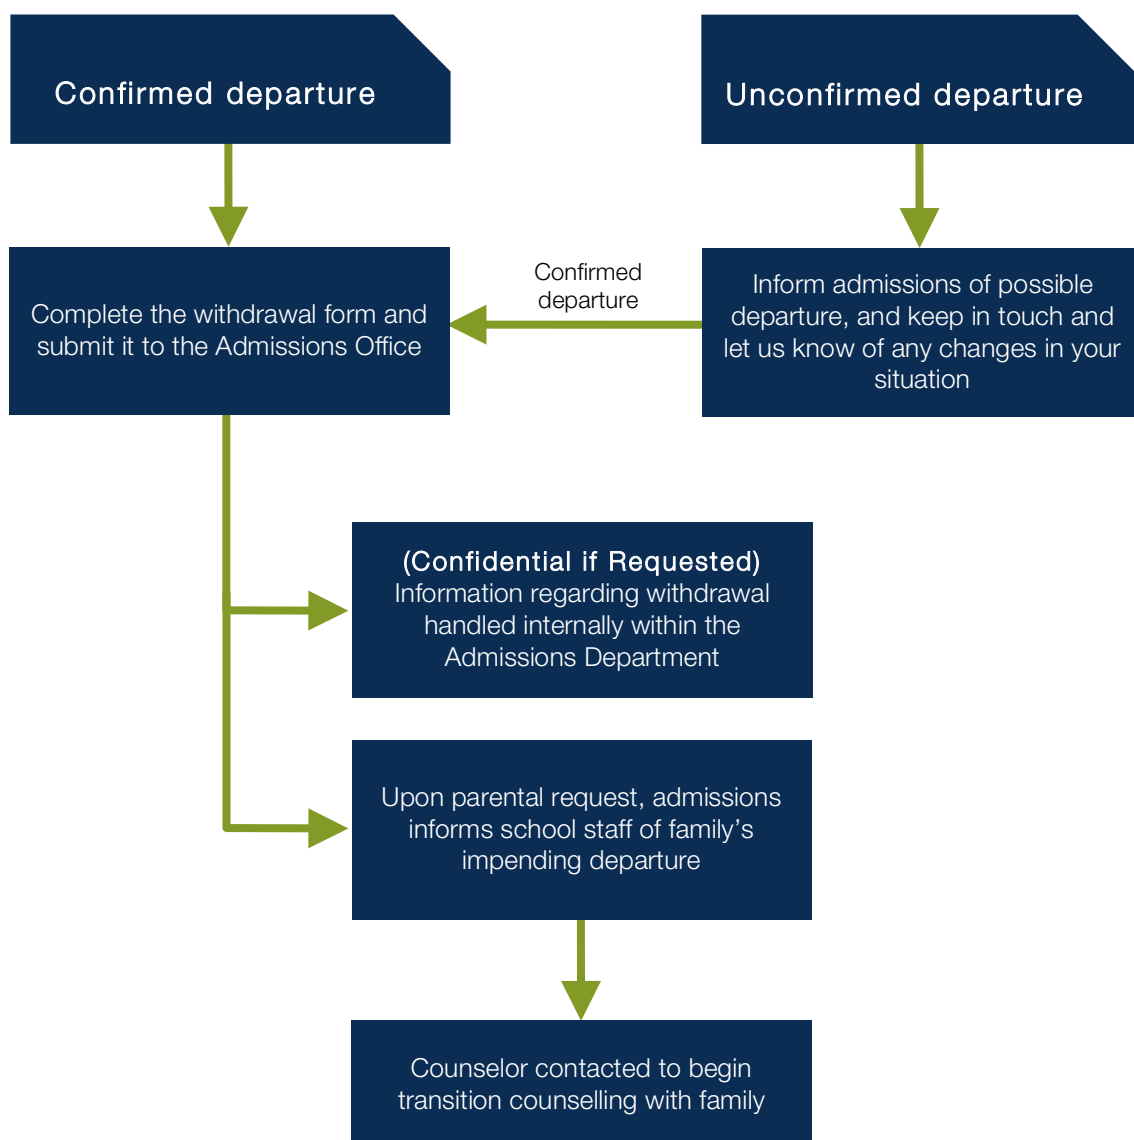 Confirmed departure
Unconfirmed departure
Complete the withdrawal form and
submit it to the Admissions Office
Confirmed
departure
Inform admissions of possible
departure, and keep in touch and
let us know of any changes in your
situation
(Confidential if Requested)
Information regarding withdrawal
handled internally within the
Admissions Department
Upon parental request, admissions
informs school staff of family’s
impending departure
Counselor contacted to begin
transition counselling with family